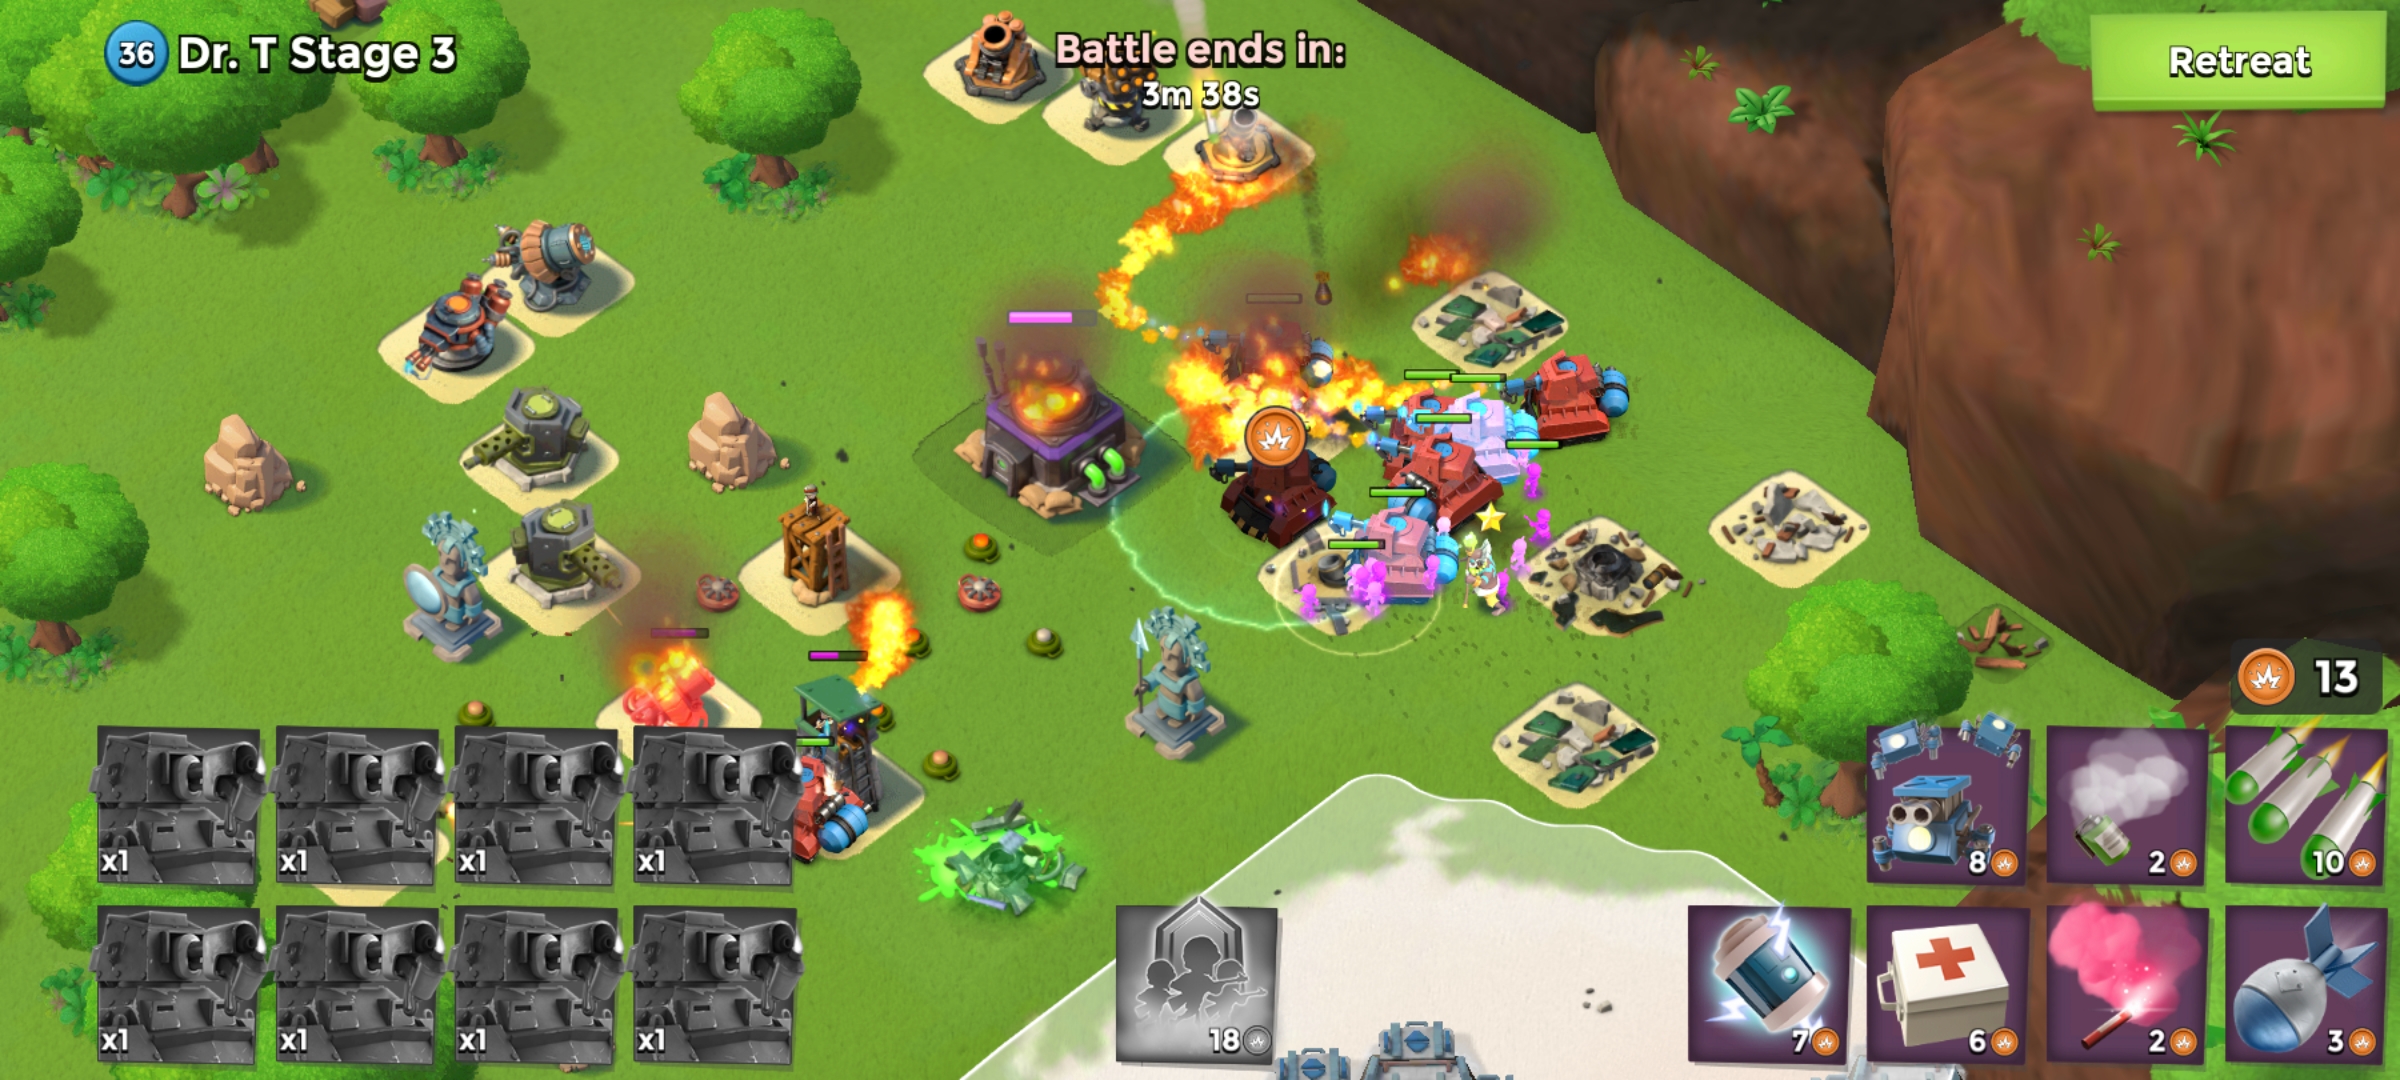 36 Dr. T Stage 3
Battle ends in:
3m 38s
Retreat
13
x1 x1 x1 x1
8 2 10
x1 x1 x1 x1
18 7 6 2 3